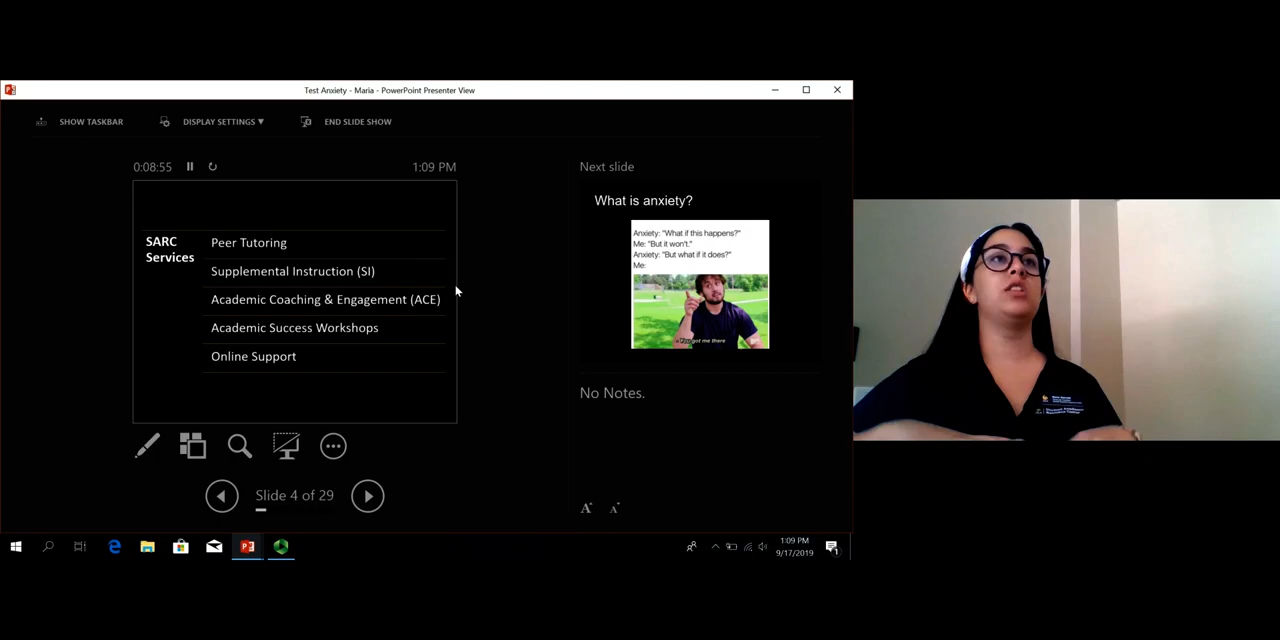 Test Anxiety - Maria - PowerPoint Presenter View
SHOW TASKBAR
DISPLAY SETTINGS ▼
END SLIDE SHOW
0:08:55
1:09 PM
SARC
Services
Peer Tutoring
Supplemental Instruction (SI)
Academic Coaching & Engagement (ACE)
Academic Success Workshops
Online Support
Slide 4 of 29
Next slide
What is anxiety?
Anxiety: "What if this happens?"
Me: "But it won't."
Anxiety: "But what if it does?"
Me:
got me there
No Notes.
1:09 PM
9/17/2019